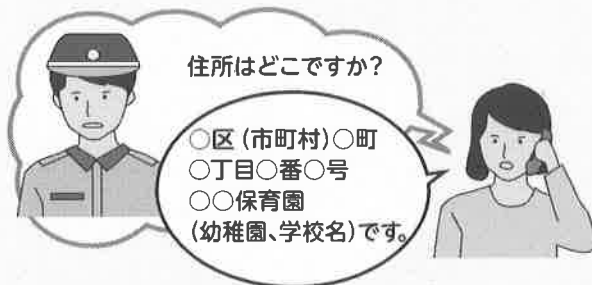 住所はどこですか?
○区(市町村)○町
○丁目○番○号
○○保育園
(幼稚園、学校名)です。